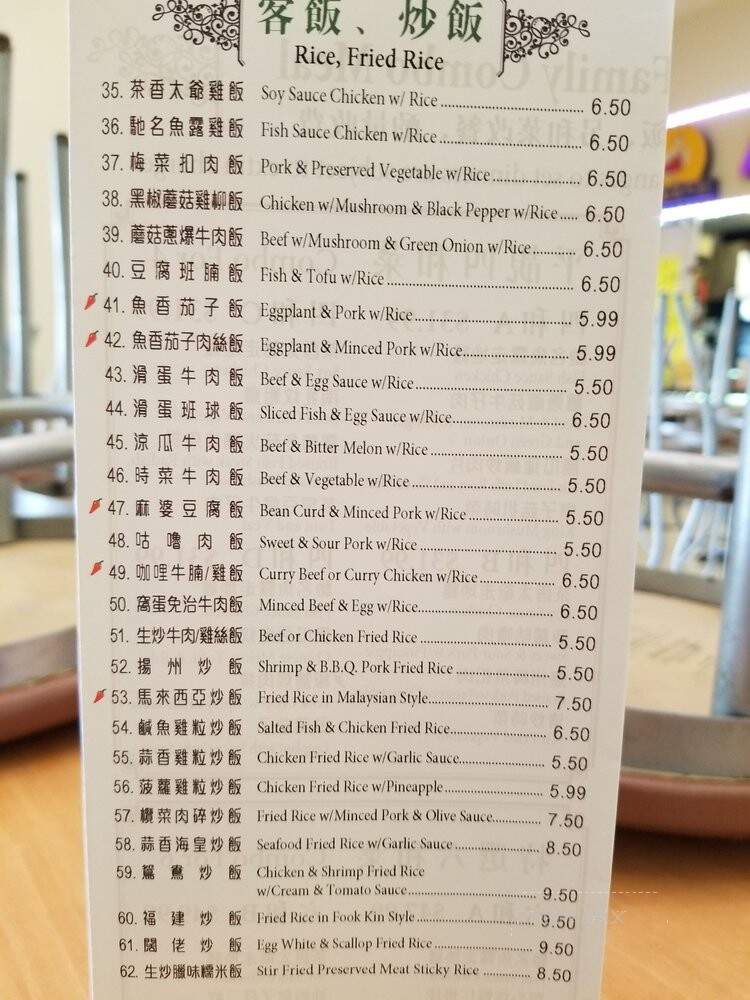 客飯、炒飯
Rice, Fried Rice
35. 茶香太爺雞飯 Soy Sauce Chicken w/ Rice 6.50
36. 馳名魚露雞飯 Fish Sauce Chicken w/Rice 6.50
37. 梅菜扣肉飯 Pork & Preserved Vegetable w/Rice 6.50
38. 黑椒蘑菇雞柳飯 Chicken w/Mushroom & Black Pepper w/Rice 6.50
39. 蘑菇蔥爆牛肉飯 Beef w/Mushroom & Green Onion w/Rice 6.50
40. 豆腐班腩飯 Fish & Tofu w/Rice 6.50
41. 魚香茄子飯 Eggplant & Pork w/Rice 5.99
42. 魚香茄子肉絲飯 Eggplant & Minced Pork w/Rice 5.99
43. 滑蛋牛肉飯 Beef & Egg Sauce w/Rice 5.50
44. 滑蛋班球飯 Sliced Fish & Egg Sauce w/Rice 6.50
45. 涼瓜牛肉飯 Beef & Bitter Melon w/Rice 5.50
46. 時菜牛肉飯 Beef & Vegetable w/Rice 5.50
47. 麻婆豆腐飯 Bean Curd & Minced Pork w/Rice 5.50
48. 咕嚕肉飯 Sweet & Sour Pork w/Rice 5.50
49. 咖哩牛腩/雞飯 Curry Beef or Curry Chicken w/Rice 6.50
50. 窩蛋免治牛肉飯 Minced Beef & Egg w/Rice 6.50
51. 生炒牛肉/雞絲飯 Beef or Chicken Fried Rice 5.50
52. 揚州炒飯 Shrimp & B.B.Q. Pork Fried Rice 5.50
53. 馬來西亞炒飯 Fried Rice in Malaysian Style 7.50
54. 鹹魚雞粒炒飯 Salted Fish & Chicken Fried Rice 6.50
55. 蒜香雞粒炒飯 Chicken Fried Rice w/Garlic Sauce 5.50
56. 菠蘿雞粒炒飯 Chicken Fried Rice w/Pineapple 5.99
57. 欖菜肉碎炒飯 Fried Rice w/Minced Pork & Olive Sauce 7.50
58. 蒜香海皇炒飯 Seafood Fried Rice w/Garlic Sauce 8.50
59. 鴛鴦炒飯 Chicken & Shrimp Fried Rice
w/Cream & Tomato Sauce 9.50
60. 福建炒飯 Fried Rice in Fook Kin Style 9.50
61. 闊佬炒飯 Egg White & Scallop Fried Rice 9.50
62. 生炒臘味糯米飯 Stir Fried Preserved Meat Sticky Rice 8.50